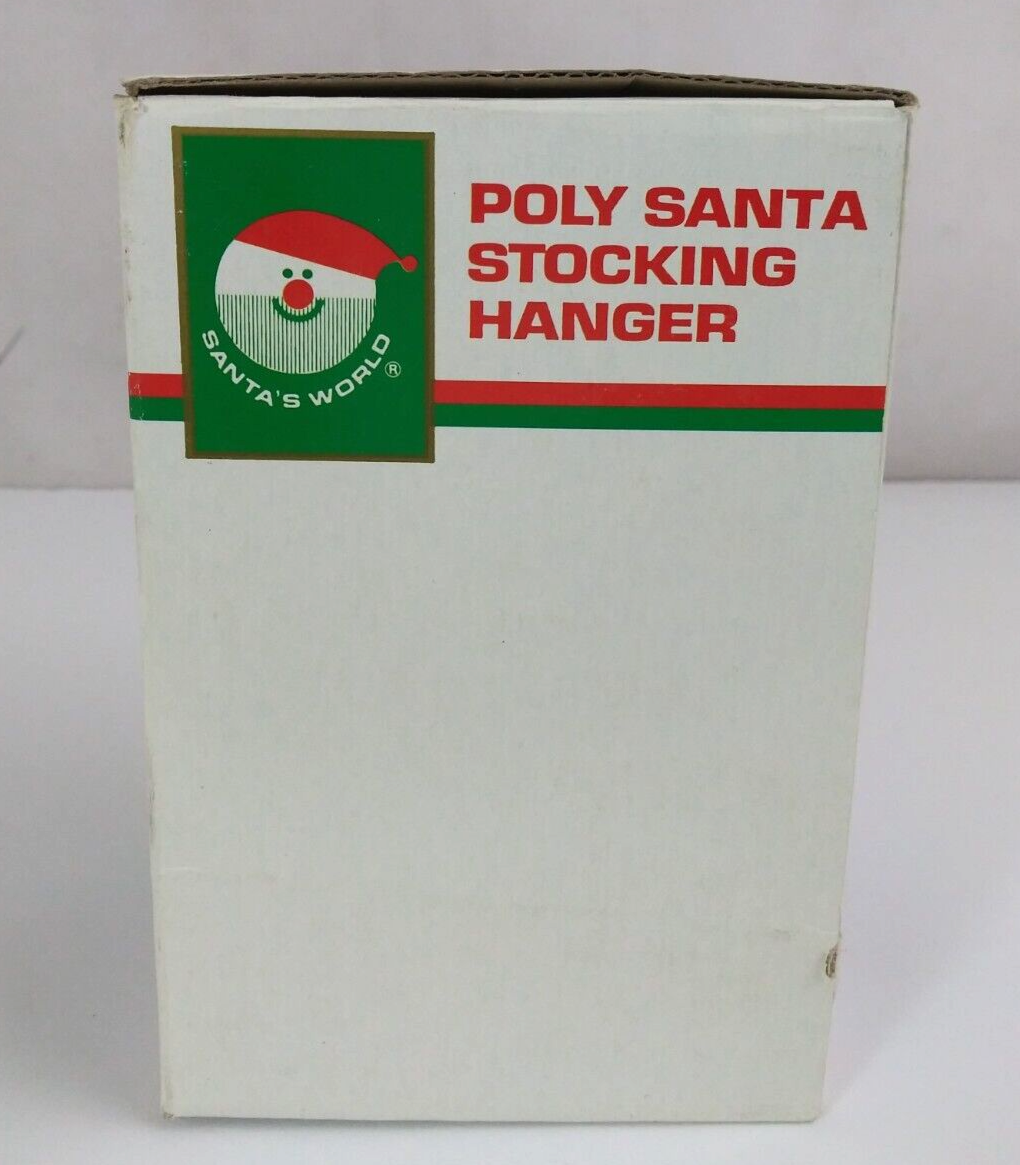 POLY SANTA
STOCKING
HANGER
SANTA'S WORLD ®